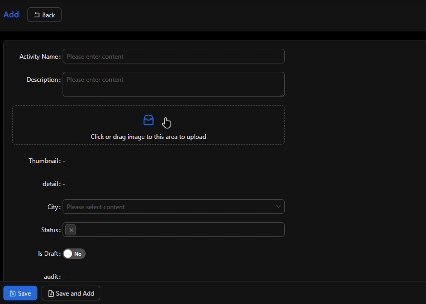 Add
Back
Activity Name:
Please enter content
Description:
Please enter content
Click or drag image to this area to upload
Thumbnail: -
detail: -
City:
Please select content
Status:
Is Draft:
No
audit:
Save
Save and Add